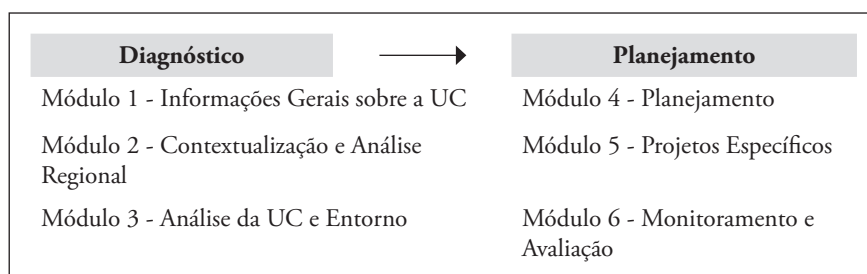 Diagnóstico
Módulo 1 - Informações Gerais sobre a UC
Módulo 2 - Contextualização e Análise
Regional
Módulo 3 - Análise da UC e Entorno
Planejamento
Módulo 4 - Planejamento
Módulo 5 - Projetos Específicos
Módulo 6 - Monitoramento e
Avaliação